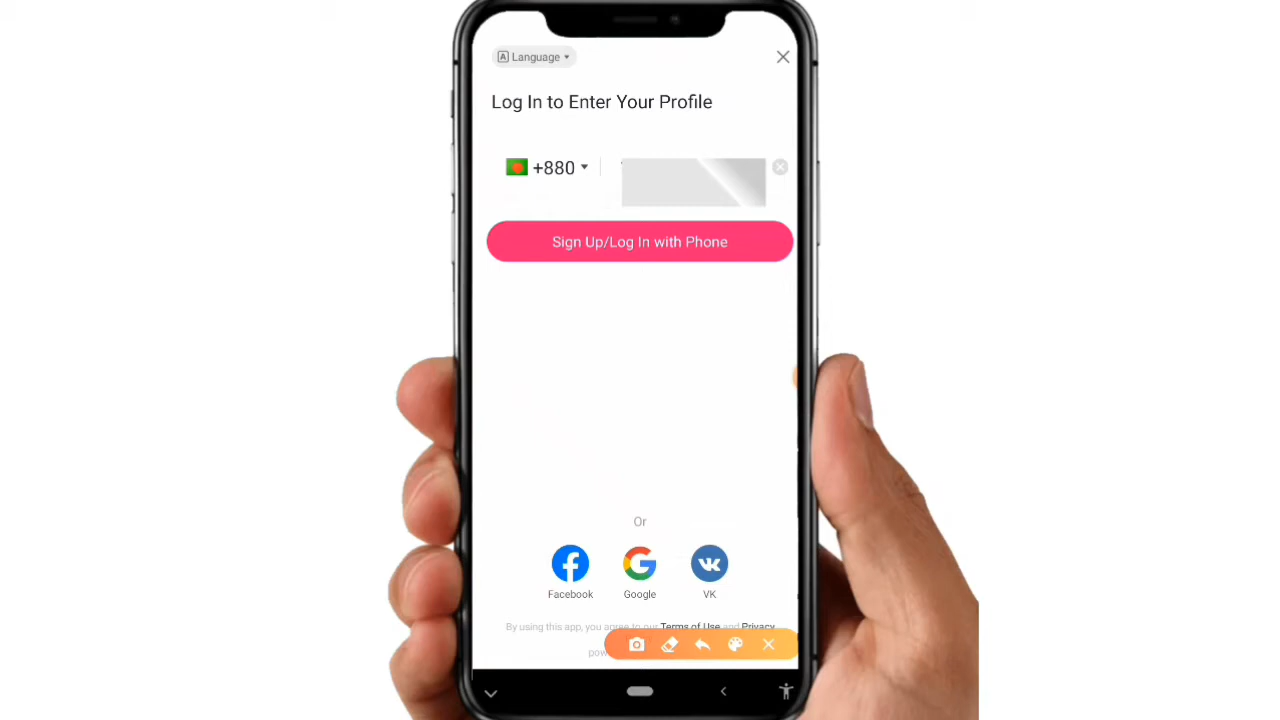 Language
Log In to Enter Your Profile
+880
Sign Up/Log In with Phone
Or
Facebook Google VK
By using this app, you agree to our Terms of Use and Privacy
pow